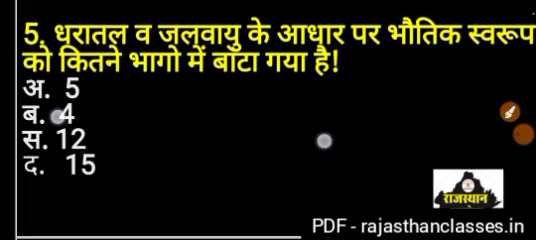 5. धरातल व जलवायु के आधार पर भौतिक स्वरूप
को कितने भागो में बांटा गया है!
अ. 5
ब. 4
स. 12
द. 15
राजस्थान
PDF - rajasthanclasses.in